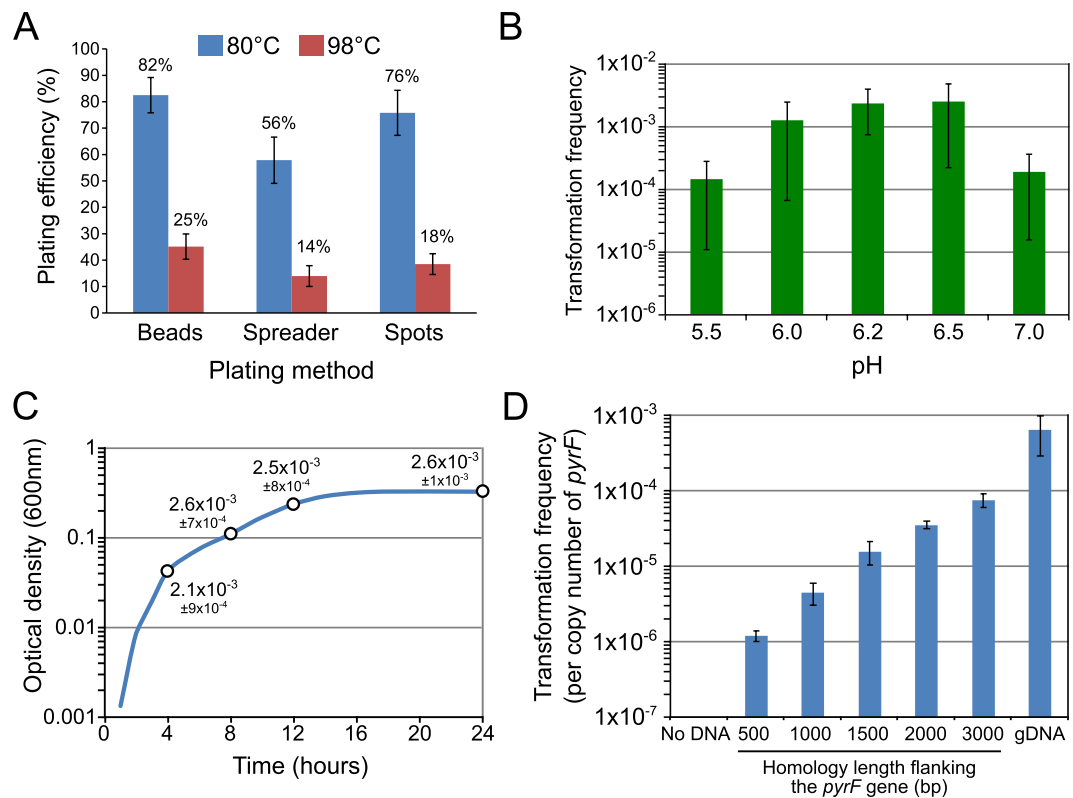 A
80°C 98°C
Plating efficiency (%)
100
90
80
70
60
50
20
30
40
10
0
82%
25%
56%
14%
76%
18%
Beads Spreader Spots
Plating method
B
Transformation frequency
1x10-2
1x10-3
1x10-4
1x10-5
1x10-6
5.5 6.0 6.2 6.5 7.0
pH
C
Optical density (600nm)
1
0.1
0.01
0.001
2.1x10-3
±9x10-4
2.6x10-3
±7x10-4
2.5x10-3
±8x10-4
2.6x10-3
±1x10-3
0 4 8 12 16 20 24
Time (hours)
D
Transformation frequency
(per copy number of pyrF)
1x10-3
1x10-4
1x10-5
1x10-6
1x10-7
No DNA 500 1000 1500 2000 3000 gDNA
Homology length flanking
the pyrF gene (bp)